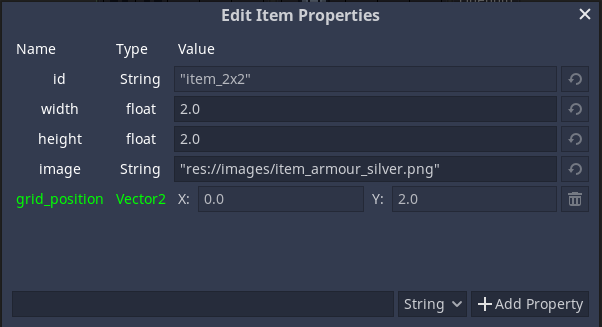 Edit Item Properties
Name Type Value
id String "item_2x2"
width float 2.0
height float 2.0
image String "res://images/item_armour_silver.png"
grid_position Vector2 X: 0.0 Y: 2.0
String Add Property